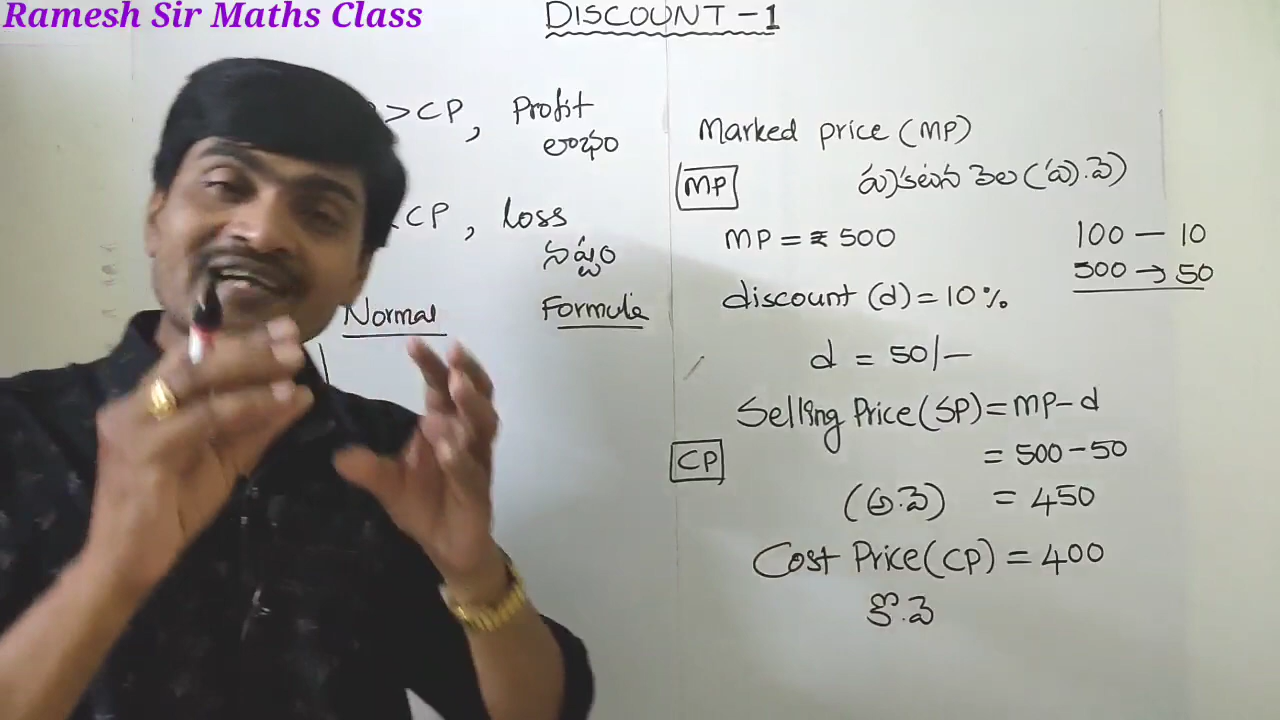 Ramesh Sir Maths Class
DISCOUNT-1
>CP, Profit
లాభం
<CP, Loss
నష్టం
Normal Formula
Marked price (MP)
MP
ప్రకటన వెల (ప్ర.వె)
MP = ₹ 500
100 — 10
500 → 50
discount (d) = 10%
d = 50/-
Selling Price (SP) = MP-d
= 500-50
CP
(అ.వె) = 450
Cost Price (CP) = 400
కొ.వె